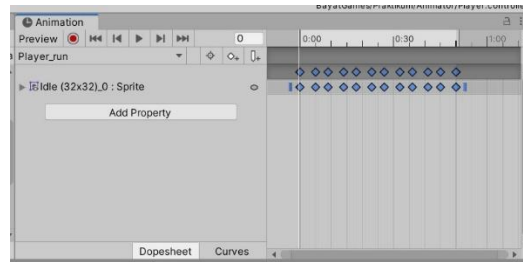 BayatGames/Praktikum/Animator/Player.controlle
Animation
Preview 0 0:00 0:30 1:00
Player_run
Idle (32x32)_0 : Sprite
Add Property
Dopesheet Curves